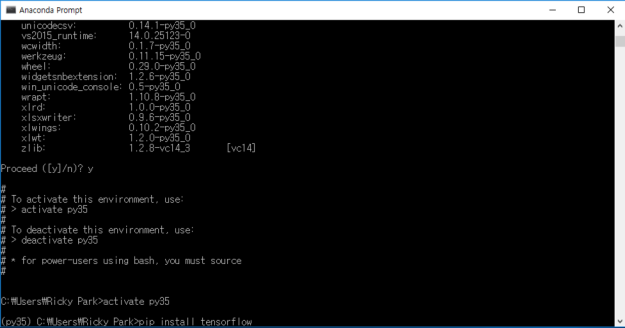 Anaconda Prompt
unicodecsv: 0.14.1-py35_0
vs2015_runtime: 14.0.25123-0
wcwidth: 0.1.7-py35_0
werkzeug: 0.11.15-py35_0
wheel: 0.29.0-py35_0
widgetsnbextension: 1.2.6-py35_0
win_unicode_console: 0.5-py35_0
wrapt: 1.10.8-py35_0
xlrd: 1.0.0-py35_0
xlsxwriter: 0.9.6-py35_0
xlwings: 0.10.2-py35_0
xlwt: 1.2.0-py35_0
zlib: 1.2.8-vc14_3 [vc14]
Proceed ([y]/n)? y
#
# To activate this environment, use:
# > activate py35
#
# To deactivate this environment, use:
# > deactivate py35
#
# * for power-users using bash, you must source
#
C:₩Users₩Ricky Park>activate py35
(py35) C:₩Users₩Ricky Park>pip install tensorflow